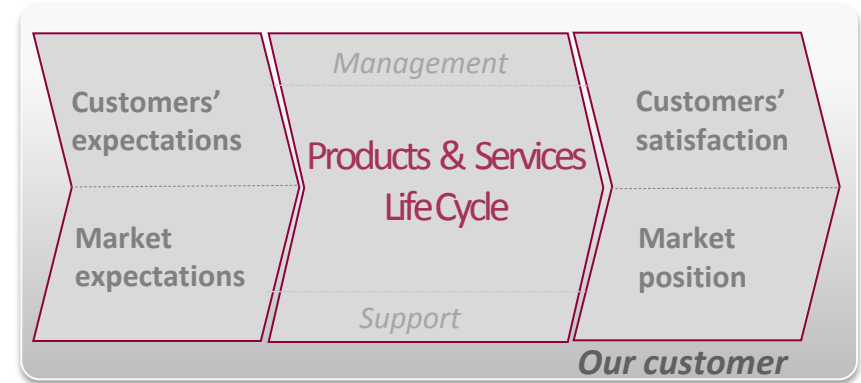 Customers'
expectations
Market
expectations
Management
Products & Services
Life Cycle
Support
Customers'
satisfaction
Market
position
Our customer